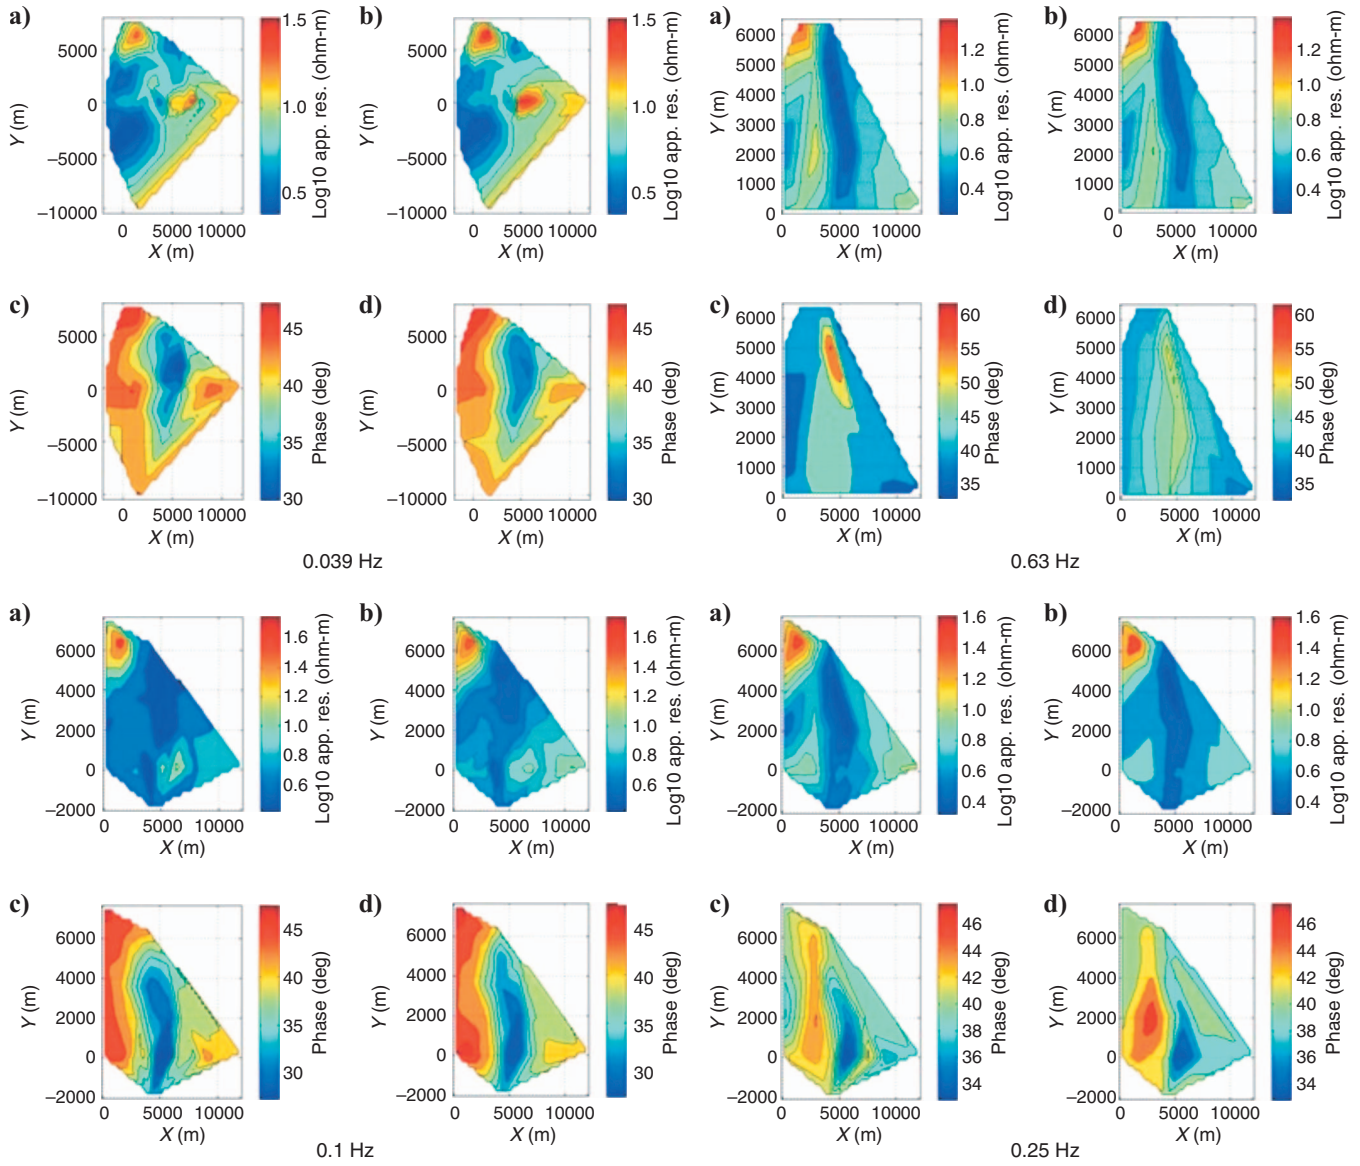 a)
1.5
1.0
0.5
Log10 app. res. (ohm-m)
5000
0
−5000
−10000
Y (m)
0 5000 10000
X (m)
b)
1.5
1.0
0.5
Log10 app. res. (ohm-m)
0 5000 10000
X (m)
a)
6000
5000
4000
3000
2000
1000
0
Y (m)
0 5000 10000
X (m)
1.2
1.0
0.8
0.6
0.4
Log10 app. res. (ohm-m)
b)
6000
5000
4000
3000
2000
1000
0
0 5000 10000
X (m)
1.2
1.0
0.8
0.6
0.4
Log10 app. res. (ohm-m)
c)
5000
0
−5000
−10000
Y (m)
0 5000 10000
X (m)
45
40
35
30
Phase (deg)
d)
5000
0
−5000
−10000
Y (m)
0 5000 10000
X (m)
45
40
35
30
Phase (deg)
0.039 Hz
c)
6000
5000
4000
3000
2000
1000
0
Y (m)
0 5000 10000
X (m)
60
55
50
45
40
35
Phase (deg)
d)
6000
5000
4000
3000
2000
1000
0
0 5000 10000
X (m)
60
55
50
45
40
35
Phase (deg)
0.63 Hz
a)
6000
4000
2000
0
−2000
Y (m)
0 5000 10000
X (m)
1.6
1.4
1.2
1.0
0.8
0.6
Log10 app. res. (ohm-m)
b)
6000
4000
2000
0
−2000
Y (m)
0 5000 10000
X (m)
1.6
1.4
1.2
1.0
0.8
0.6
Log10 app. res. (ohm-m)
a)
6000
4000
2000
0
−2000
Y (m)
0 5000 10000
X (m)
1.6
1.4
1.2
1.0
0.8
0.6
0.4
Log10 app. res. (ohm-m)
b)
6000
4000
2000
0
−2000
Y (m)
0 5000 10000
X (m)
1.6
1.4
1.2
1.0
0.8
0.6
0.4
Log10 app. res. (ohm-m)
c)
6000
4000
2000
0
−2000
Y (m)
0 5000 10000
X (m)
45
40
35
30
Phase (deg)
d)
6000
4000
2000
0
−2000
Y (m)
0 5000 10000
X (m)
45
40
35
30
Phase (deg)
0.1 Hz
c)
6000
4000
2000
0
−2000
Y (m)
0 5000 10000
X (m)
46
44
42
40
38
36
34
Phase (deg)
d)
6000
4000
2000
0
−2000
Y (m)
0 5000 10000
X (m)
46
44
42
40
38
36
34
Phase (deg)
0.25 Hz